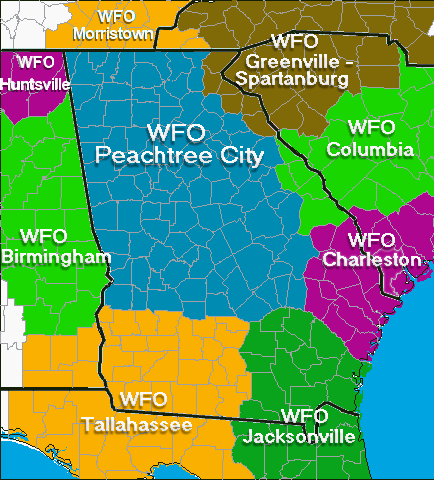 WFO
Morristown
WFO
Greenville -
Spartanburg
WFO
Huntsville
WFO
Peachtree City
WFO
Columbia
WFO
Birmingham
WFO
Charleston
WFO
Tallahassee
WFO
Jacksonville